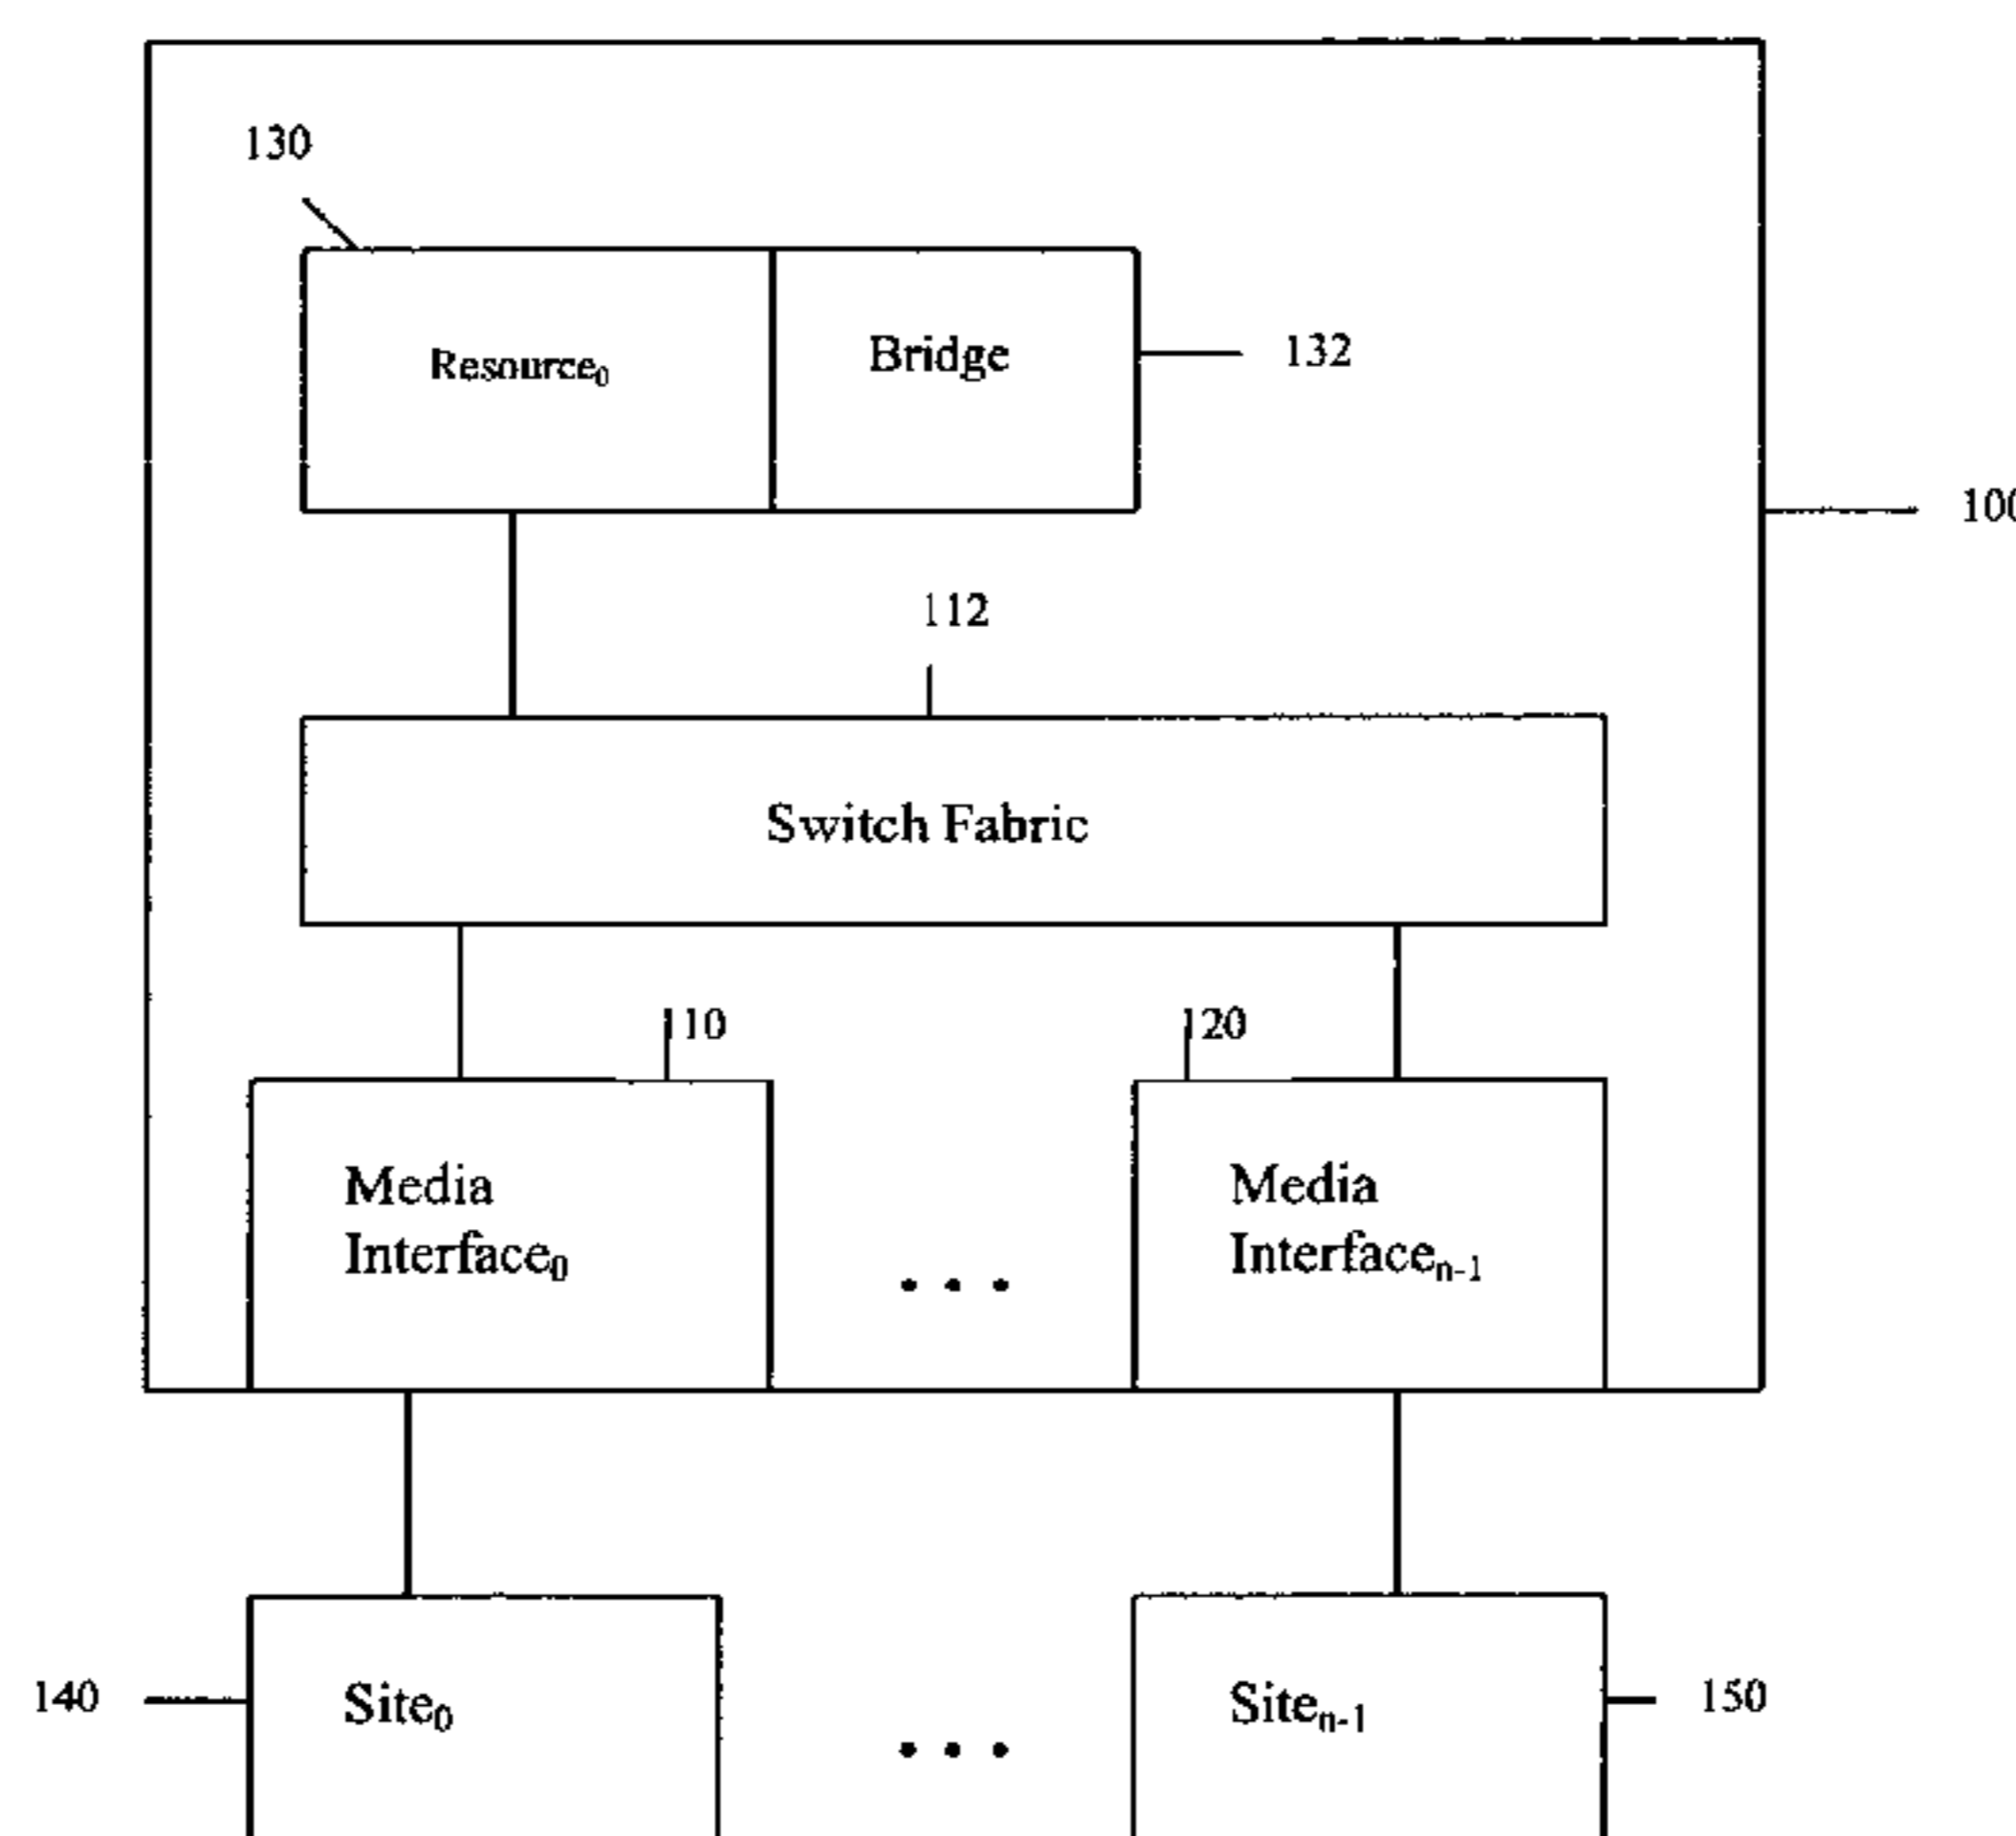 130
Resource₀
Bridge
132
100
112
Switch Fabric
110
120
Media
Interface₀
Media
Interfaceₙ₋₁
. . .
140
Site₀
Siteₙ₋₁
150
. . .